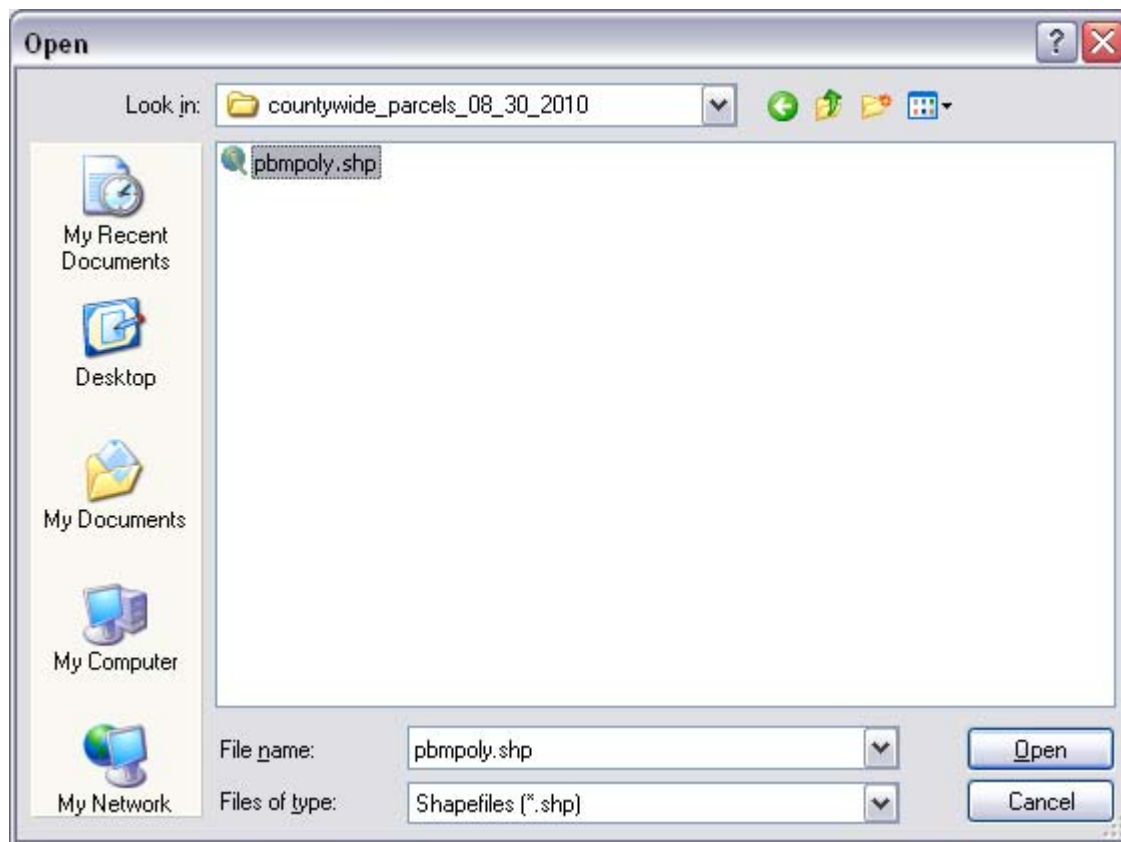 Open
Look in: countywide_parcels_08_30_2010
pbmpoly.shp
My Recent
Documents
Desktop
My Documents
My Computer
My Network
File name: pbmpoly.shp Open
Files of type: Shapefiles (*.shp) Cancel